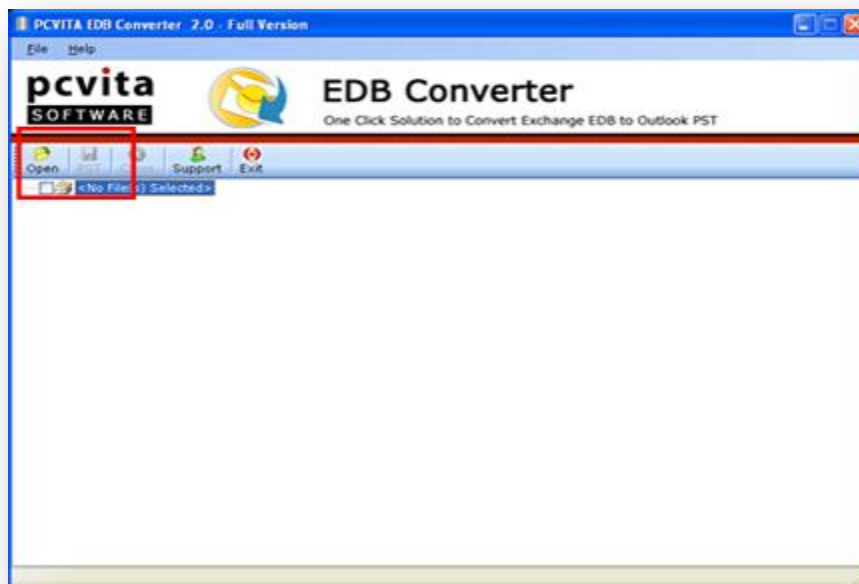 PCVITA EDB Converter 2.0 - Full Version
File Help
pcvita
SOFTWARE
EDB Converter
One Click Solution to Convert Exchange EDB to Outlook PST
Open PST Support Exit
<No File(s) Selected>